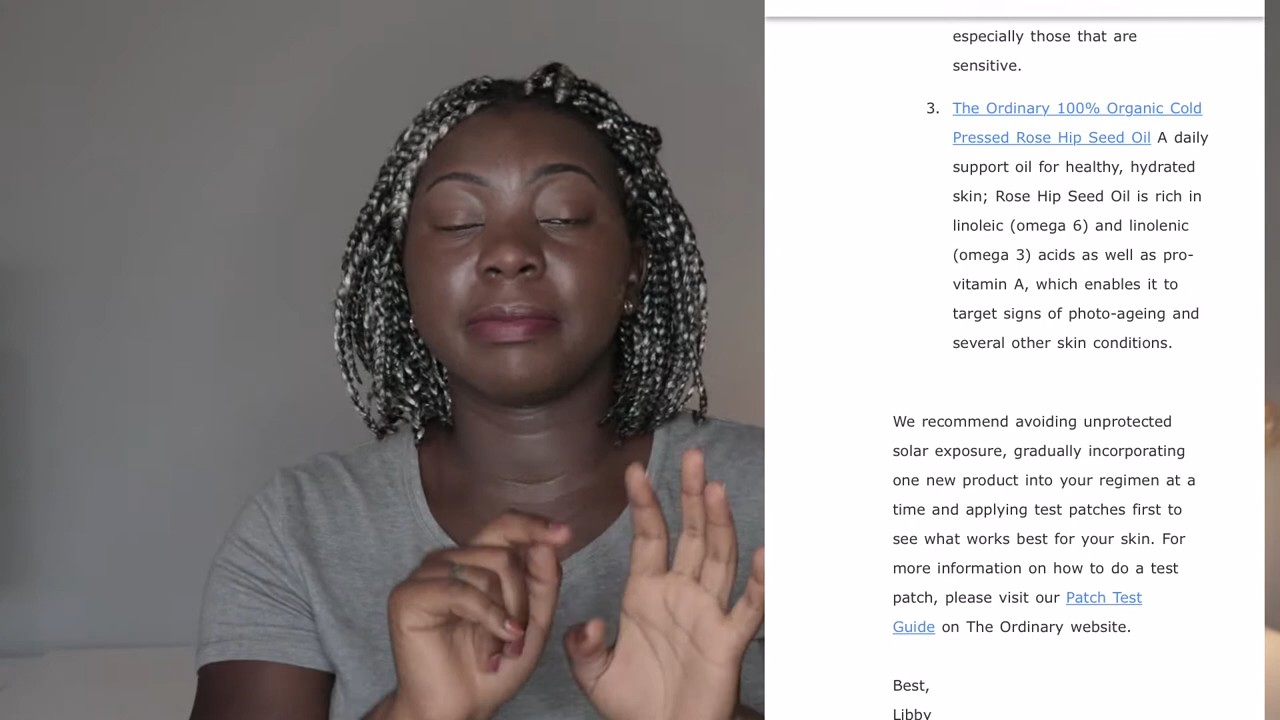 especially those that are
sensitive.
3. The Ordinary 100% Organic Cold
Pressed Rose Hip Seed Oil A daily
support oil for healthy, hydrated
skin; Rose Hip Seed Oil is rich in
linoleic (omega 6) and linolenic
(omega 3) acids as well as pro-
vitamin A, which enables it to
target signs of photo-ageing and
several other skin conditions.
We recommend avoiding unprotected
solar exposure, gradually incorporating
one new product into your regimen at a
time and applying test patches first to
see what works best for your skin. For
more information on how to do a test
patch, please visit our Patch Test
Guide on The Ordinary website.
Best,
Libby